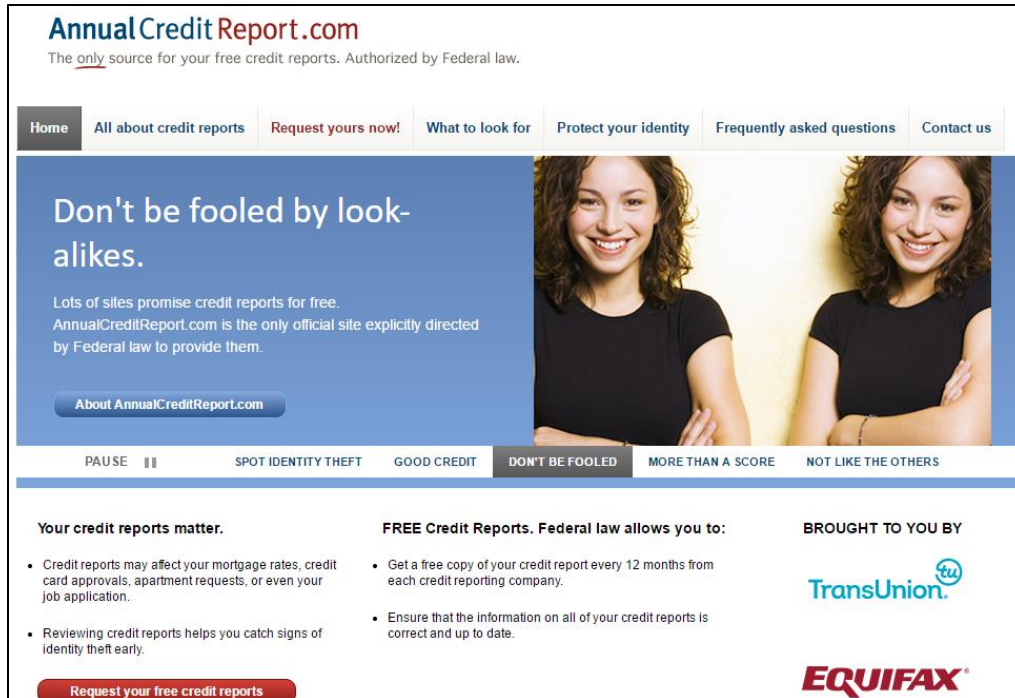 AnnualCreditReport.com
The only source for your free credit reports. Authorized by Federal law.
Home All about credit reports Request yours now! What to look for Protect your identity Frequently asked questions Contact us
Don't be fooled by look-
alikes.
Lots of sites promise credit reports for free.
AnnualCreditReport.com is the only official site explicitly directed
by Federal law to provide them.
About AnnualCreditReport.com
PAUSE SPOT IDENTITY THEFT GOOD CREDIT DON'T BE FOOLED MORE THAN A SCORE NOT LIKE THE OTHERS
Your credit reports matter.
• Credit reports may affect your mortgage rates, credit
card approvals, apartment requests, or even your
job application.
• Reviewing credit reports helps you catch signs of
identity theft early.
Request your free credit reports
FREE Credit Reports. Federal law allows you to:
• Get a free copy of your credit report every 12 months from
each credit reporting company.
• Ensure that the information on all of your credit reports is
correct and up to date.
BROUGHT TO YOU BY
tu
TransUnion.
EQUIFAX